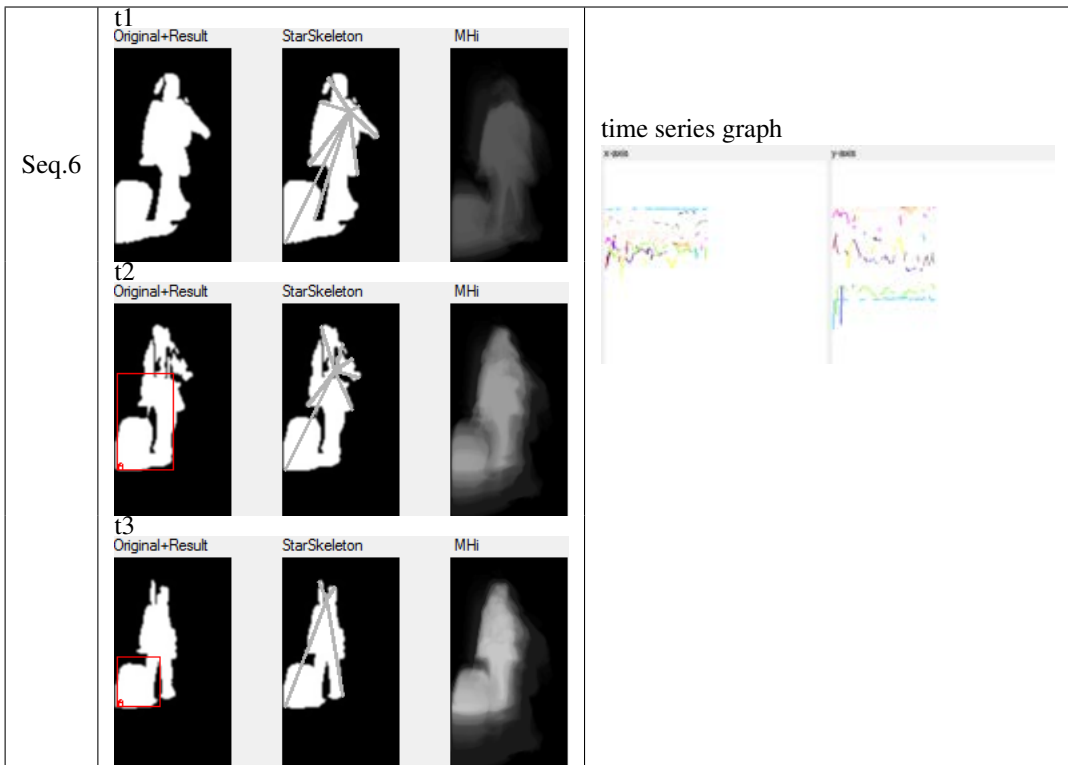 Seq.6
t1
Original+Result StarSkeleton MHi
t2
Original+Result StarSkeleton MHi
t3
Original+Result StarSkeleton MHi
time series graph
x-axis y-axis